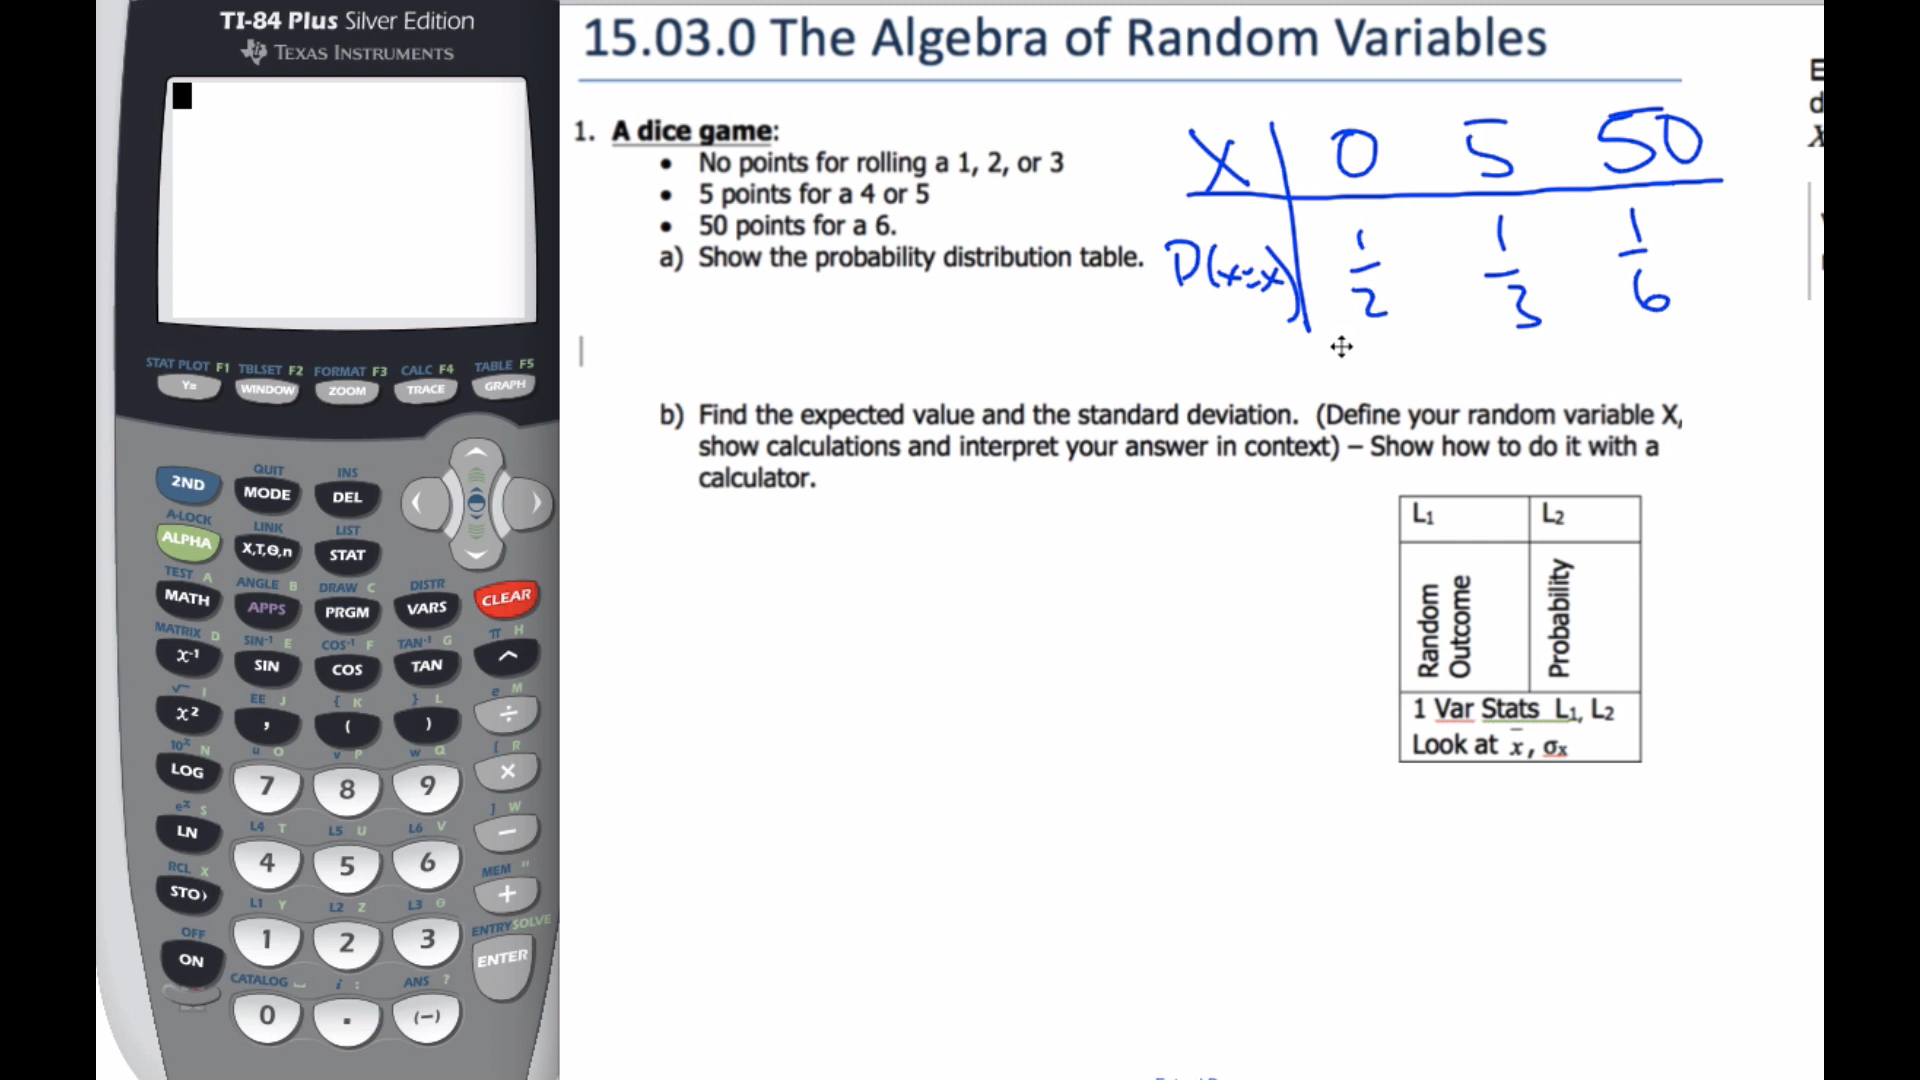 TI-84 Plus Silver Edition
TEXAS INSTRUMENTS
STAT PLOT F1 TBLSET F2 FORMAT F3 CALC F4 TABLE F5
Y= WINDOW ZOOM TRACE GRAPH
QUIT INS
2ND MODE DEL
A-LOCK LINK LIST
ALPHA X,T,Θ,n STAT
TEST A ANGLE B DRAW C DISTR
MATH APPS PRGM VARS CLEAR
MATRIX D SIN-1 E COS-1 F TAN-1 G π H
x-1 SIN COS TAN ^
√ I EE J { K } L e M
x² , ( ) ÷
10x N u O v P w Q [ R
LOG 7 8 9 ×
ex S L4 T L5 U L6 V ] W
LN 4 5 6 −
RCL X L1 Y L2 Z L3 Θ MEM "
STO› 1 2 3 +
OFF CATALOG i : ANS ? ENTRY SOLVE
ON 0 . (−) ENTER
15.03.0 The Algebra of Random Variables
1. A dice game:
• No points for rolling a 1, 2, or 3
• 5 points for a 4 or 5
• 50 points for a 6.
a) Show the probability distribution table.
X 0 5 50
P(x=x) 1/2 1/3 1/6
b) Find the expected value and the standard deviation. (Define your random variable X,
show calculations and interpret your answer in context) – Show how to do it with a
calculator.
L1 L2
Random Outcome Probability
1 Var Stats L1, L2
Look at x̄, σx